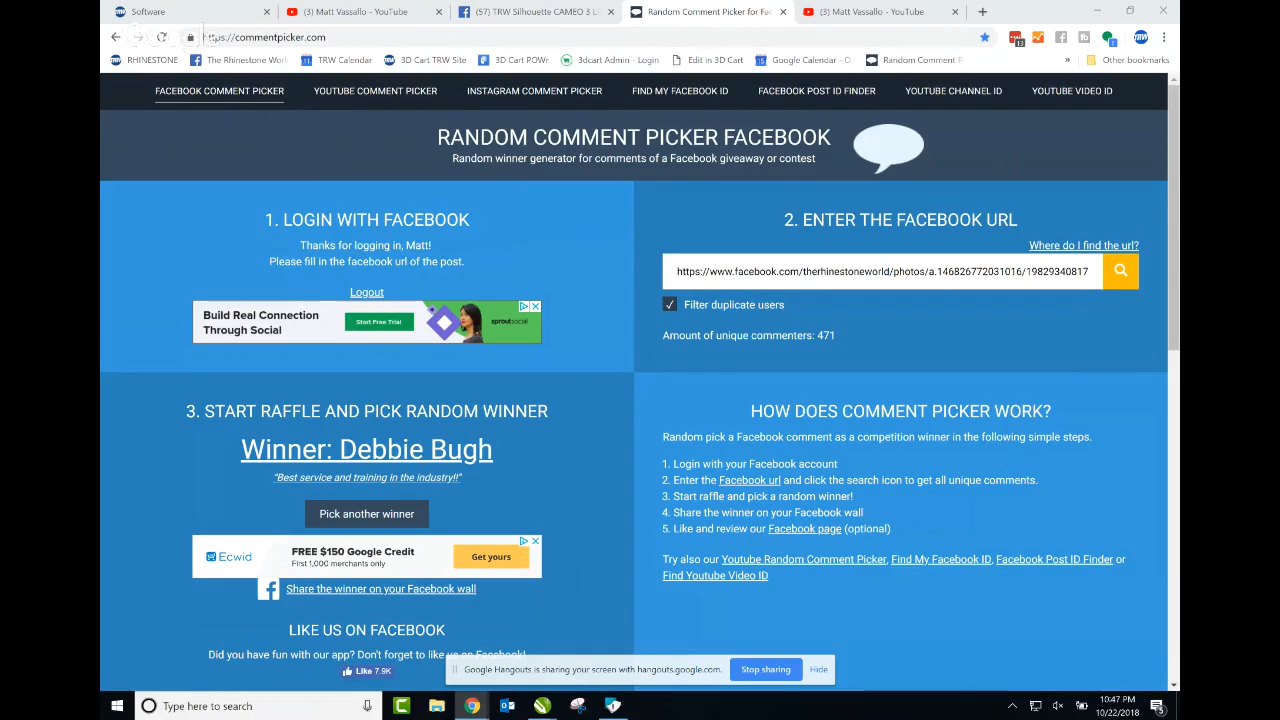 Software
(3) Matt Vassallo - YouTube
(57) TRW Silhouette CAMEO 3 L
Random Comment Picker for Fa
(3) Matt Vassallo - YouTube
https://commentpicker.com
13
1
RHINESTONE
The Rhinestone Worl
TRW Calendar
3D Cart TRW Site
3D Cart POWr
3dcart Admin - Login
Edit in 3D Cart
Google Calendar - O
Random Comment P
»
Other bookmarks
FACEBOOK COMMENT PICKER
YOUTUBE COMMENT PICKER
INSTAGRAM COMMENT PICKER
FIND MY FACEBOOK ID
FACEBOOK POST ID FINDER
YOUTUBE CHANNEL ID
YOUTUBE VIDEO ID
RANDOM COMMENT PICKER FACEBOOK
Random winner generator for comments of a Facebook giveaway or contest
1. LOGIN WITH FACEBOOK
Thanks for logging in, Matt!
Please fill in the facebook url of the post.
Logout
Build Real Connection
Through Social
Start Free Trial
sproutsocial
2. ENTER THE FACEBOOK URL
Where do I find the url?
https://www.facebook.com/therhinestoneworld/photos/a.146826772031016/19829340817
Filter duplicate users
Amount of unique commenters: 471
3. START RAFFLE AND PICK RANDOM WINNER
Winner: Debbie Bugh
"Best service and training in the industry!!"
Pick another winner
Ecwid
FREE $150 Google Credit
First 1,000 merchants only
Get yours
Share the winner on your Facebook wall
LIKE US ON FACEBOOK
Did you have fun with our app? Don't forget to like us on Facebook!
Like 7.9K
HOW DOES COMMENT PICKER WORK?
Random pick a Facebook comment as a competition winner in the following simple steps.
1. Login with your Facebook account
2. Enter the Facebook url and click the search icon to get all unique comments.
3. Start raffle and pick a random winner!
4. Share the winner on your Facebook wall
5. Like and review our Facebook page (optional)
Try also our Youtube Random Comment Picker, Find My Facebook ID, Facebook Post ID Finder or
Find Youtube Video ID
Google Hangouts is sharing your screen with hangouts.google.com.
Stop sharing
Hide
Type here to search
10:47 PM
10/22/2018
5